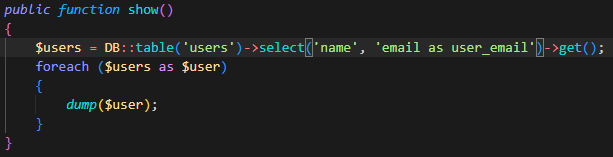 public function show()
{
    $users = DB::table('users')->select('name', 'email as user_email')->get();
    foreach ($users as $user)
    {
        dump($user);
    }
}